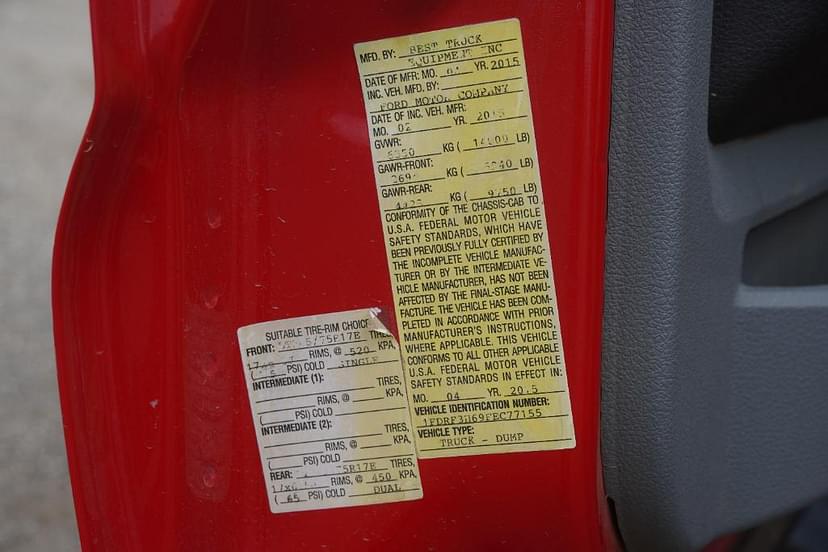 MFD. BY: BEST TRUCK
EQUIPMENT INC
DATE OF MFR: MO. YR. 2015
INC. VEH. MFD. BY:
FORD MOTOR COMPANY
DATE OF INC. VEH. MFR:
MO. 02 YR.
GVWR:
KG ( LB)
GAWR-FRONT:
KG ( LB)
GAWR-REAR:
KG ( 9750 LB)
CONFORMITY OF THE CHASSIS-CAB TO
U.S.A. FEDERAL MOTOR VEHICLE
SAFETY STANDARDS, WHICH HAVE
BEEN PREVIOUSLY FULLY CERTIFIED BY
THE INCOMPLETE VEHICLE MANUFAC-
TURER OR BY THE INTERMEDIATE VE-
HICLE MANUFACTURER, HAS NOT BEEN
AFFECTED BY THE FINAL-STAGE MANU-
FACTURE. THE VEHICLE HAS BEEN COM-
PLETED IN ACCORDANCE WITH PRIOR
MANUFACTURER'S INSTRUCTIONS,
WHERE APPLICABLE. THIS VEHICLE
CONFORMS TO ALL OTHER APPLICABLE
U.S.A. FEDERAL MOTOR VEHICLE
SAFETY STANDARDS IN EFFECT IN:
MO. 04 YR.
VEHICLE IDENTIFICATION NUMBER:
VEHICLE TYPE:
TRUCK - DUMP
SUITABLE TIRE-RIM CHOICE
FRONT: TIRES,
RIMS, @ 520 KPA,
( PSI) COLD SINGLE
INTERMEDIATE (1):
TIRES,
RIMS, @ KPA,
( PSI) COLD
INTERMEDIATE (2):
TIRES,
RIMS, @ KPA,
( PSI) COLD
REAR: TIRES,
RIMS, @ 450 KPA,
( 65 PSI) COLD DUAL